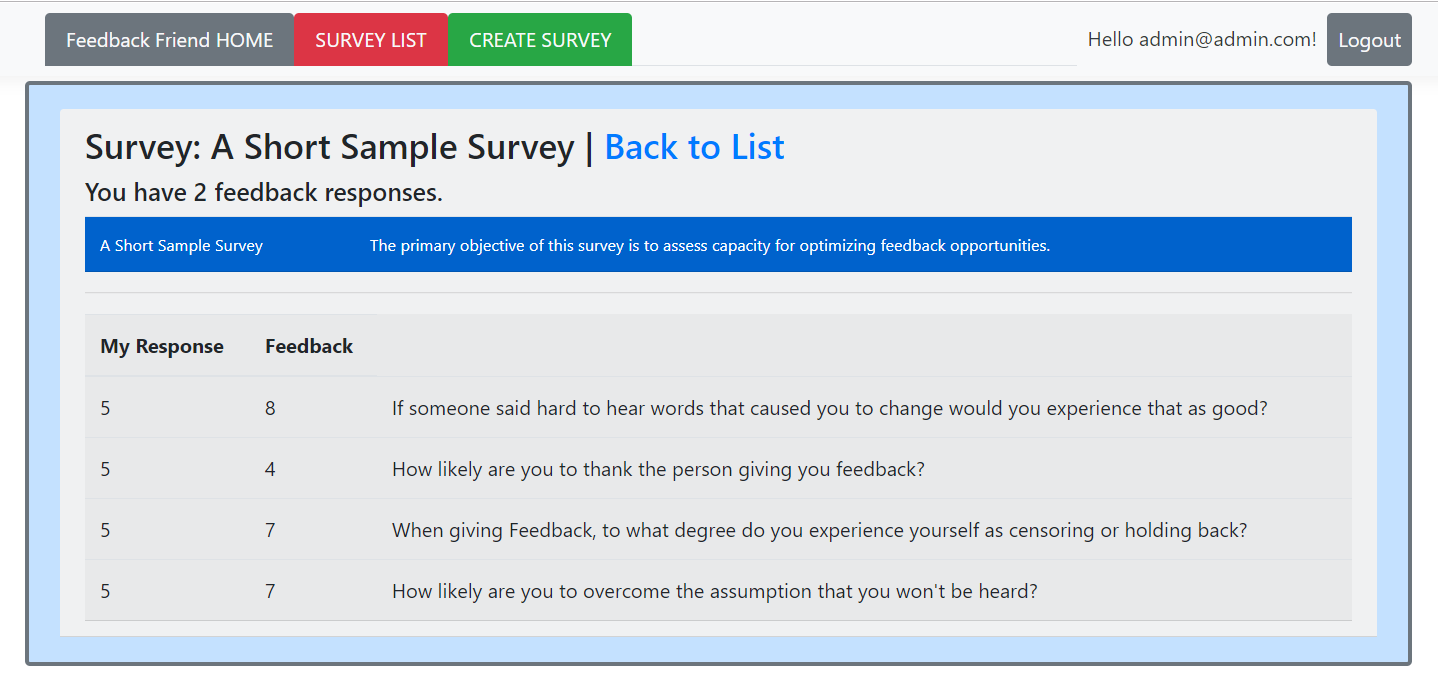 Feedback Friend HOME SURVEY LIST CREATE SURVEY Hello admin@admin.com! Logout
Survey: A Short Sample Survey | Back to List
You have 2 feedback responses.
A Short Sample Survey The primary objective of this survey is to assess capacity for optimizing feedback opportunities.
My Response Feedback
5 8 If someone said hard to hear words that caused you to change would you experience that as good?
5 4 How likely are you to thank the person giving you feedback?
5 7 When giving Feedback, to what degree do you experience yourself as censoring or holding back?
5 7 How likely are you to overcome the assumption that you won't be heard?